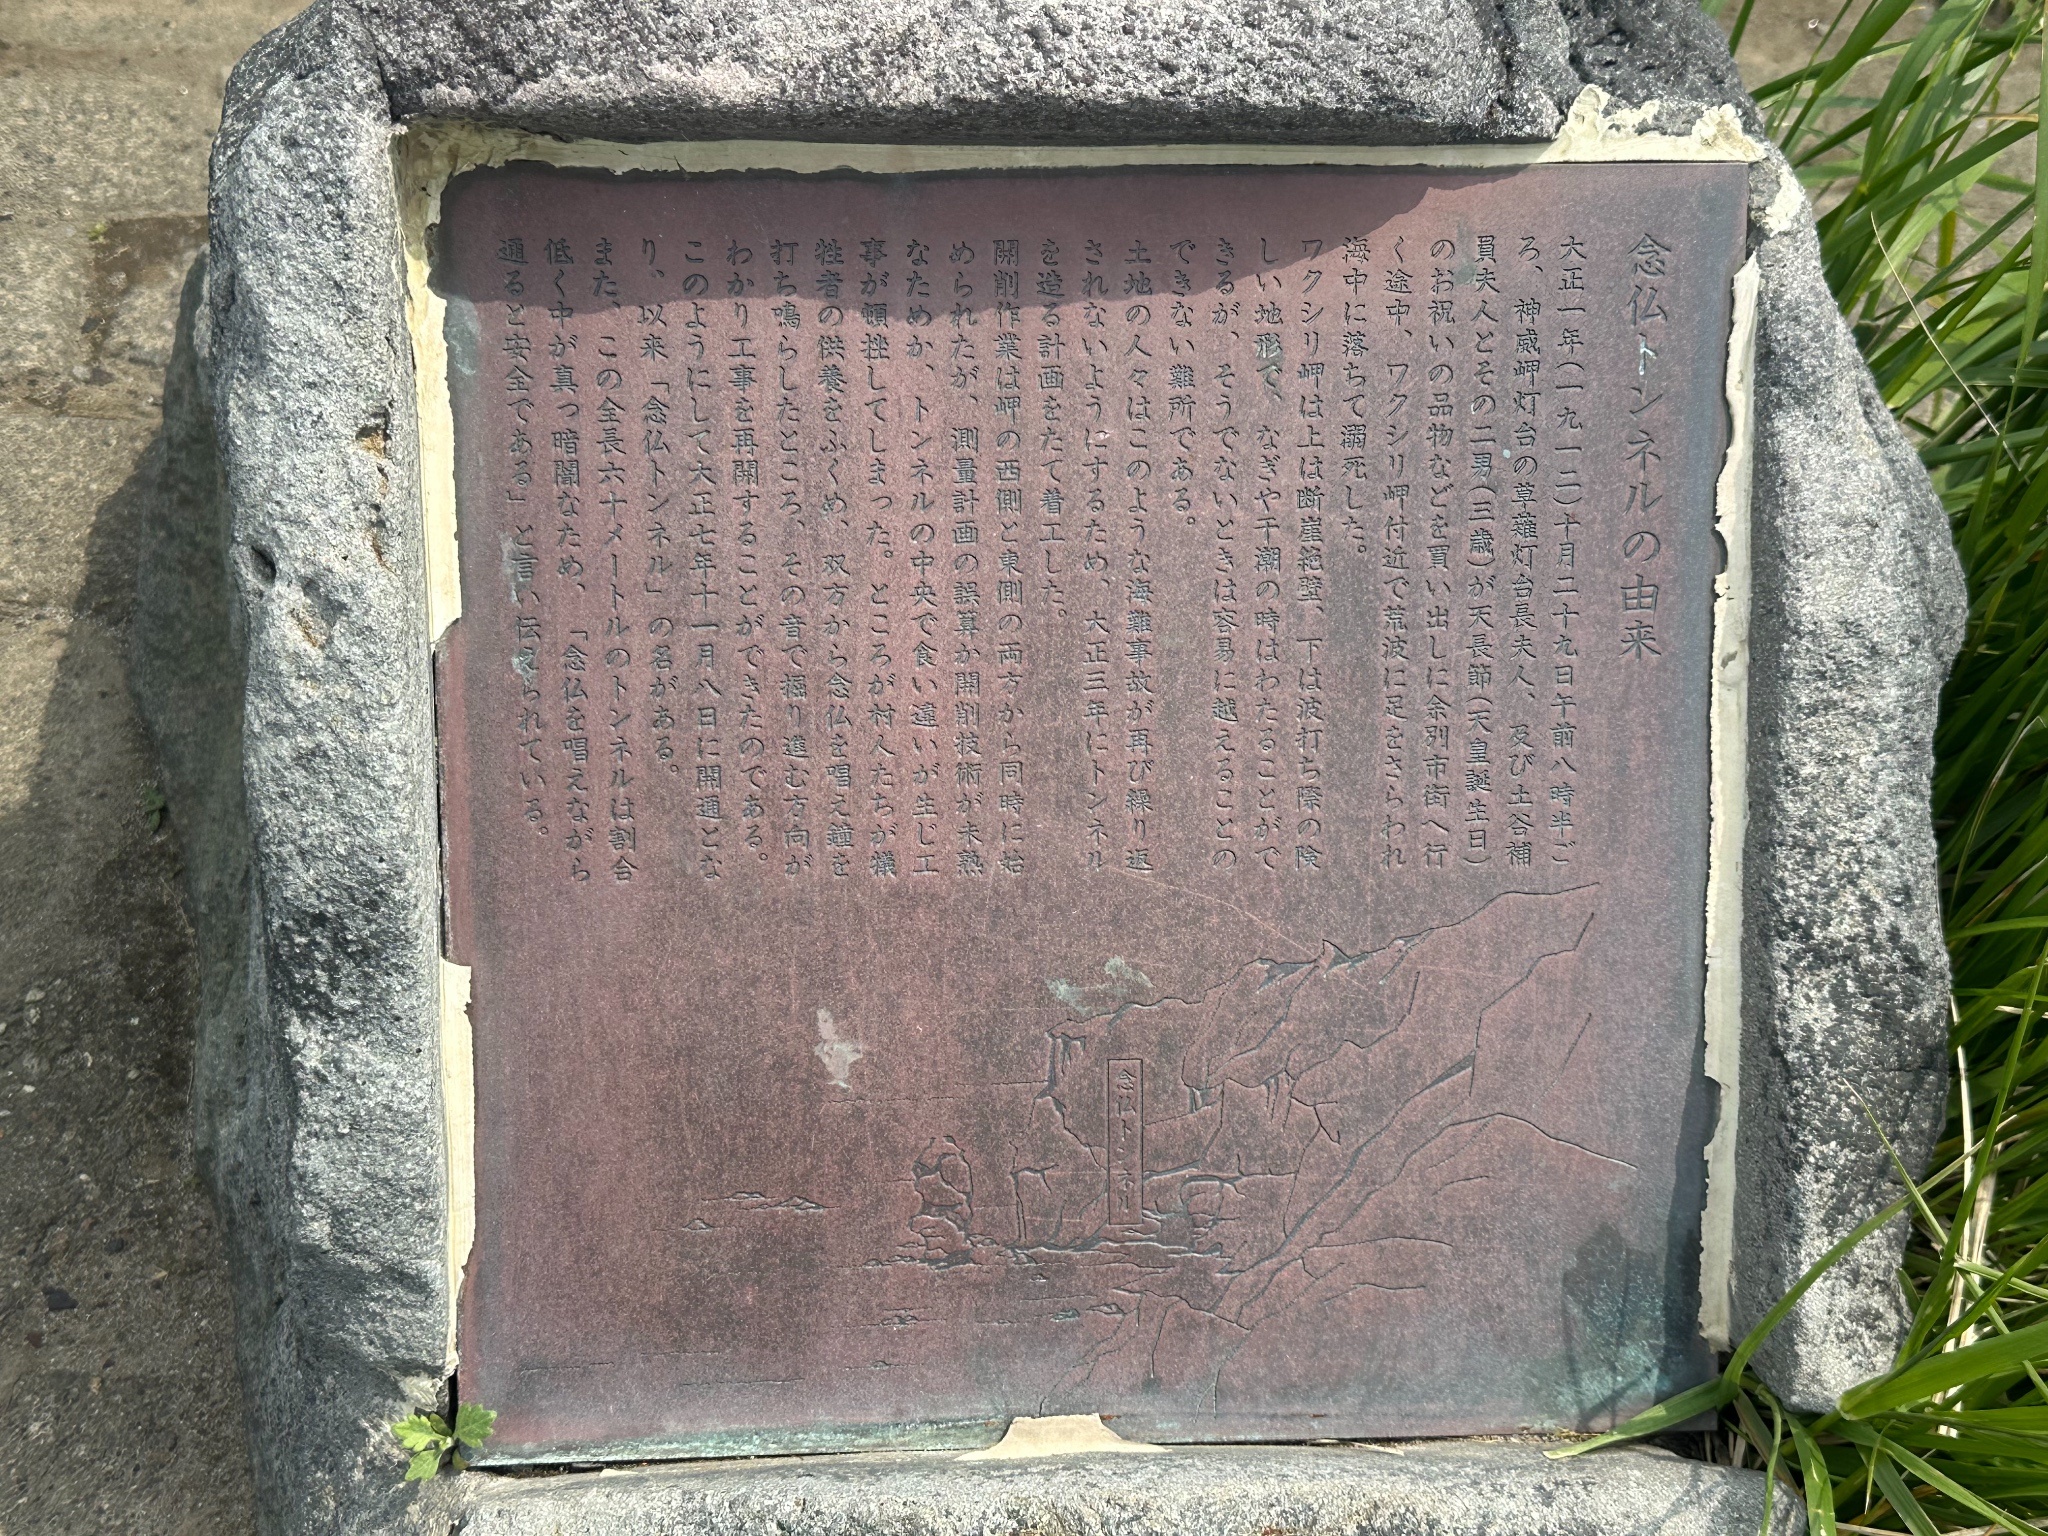 念仏トンネルの由来
大正一年(一九一二)十月二十九日午前八時半ご
ろ、神威岬灯台の草薙灯台長夫人、及び土谷補
員夫人とその二男(三歳)が天長節(天皇誕生日)
のお祝いの品物などを買い出しに余別市街へ行
く途中、ワクシリ岬付近で荒波に足をさらわれ
海中に落ちて溺死した。
ワクシリ岬は上は断崖絶壁、下は波打ち際の険
しい地形で、なぎや干潮の時はわたることがで
きるが、そうでないときは容易に越えることの
できない難所である。
土地の人々はこのような海難事故が再び繰り返
されないようにするため、大正三年にトンネル
を造る計画をたて着工した。
開削作業は岬の西側と東側の両方から同時に始
められたが、測量計画の誤算か開削技術が未熟
なためか、トンネルの中央で食い違いが生じ工
事が頓挫してしまった。ところが村人たちが犠
牲者の供養をふくめ、双方から念仏を唱え鐘を
打ち鳴らしたところ、その音で掘り進む方向が
わかり工事を再開することができたのである。
このようにして大正七年十一月八日に開通とな
り、以来「念仏トンネル」の名がある。
また、この全長六十メートルのトンネルは割合
低く中が真っ暗闇なため、「念仏を唱えながら
通ると安全である」と言い伝えられている。
念仏トンネル